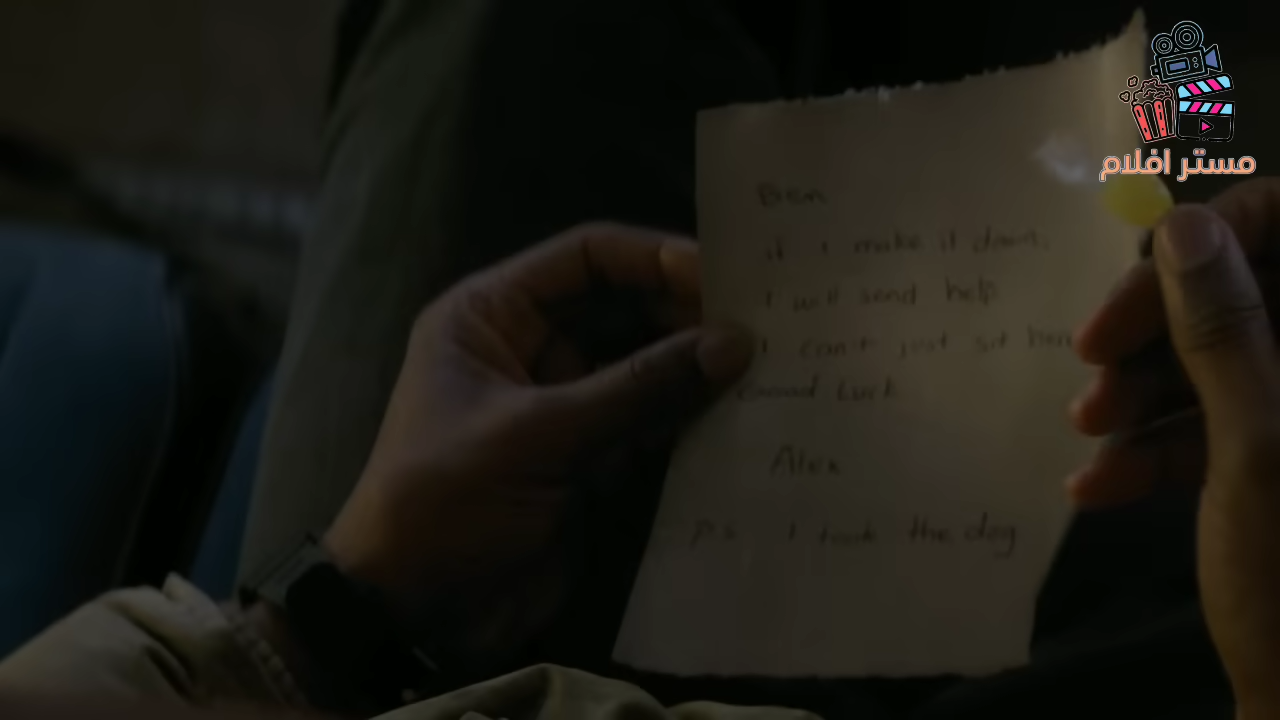 مستر افلام
Ben
if I make it down,
I will send help
I can't just sit here
Good Luck
Alex
P.S I took the dog